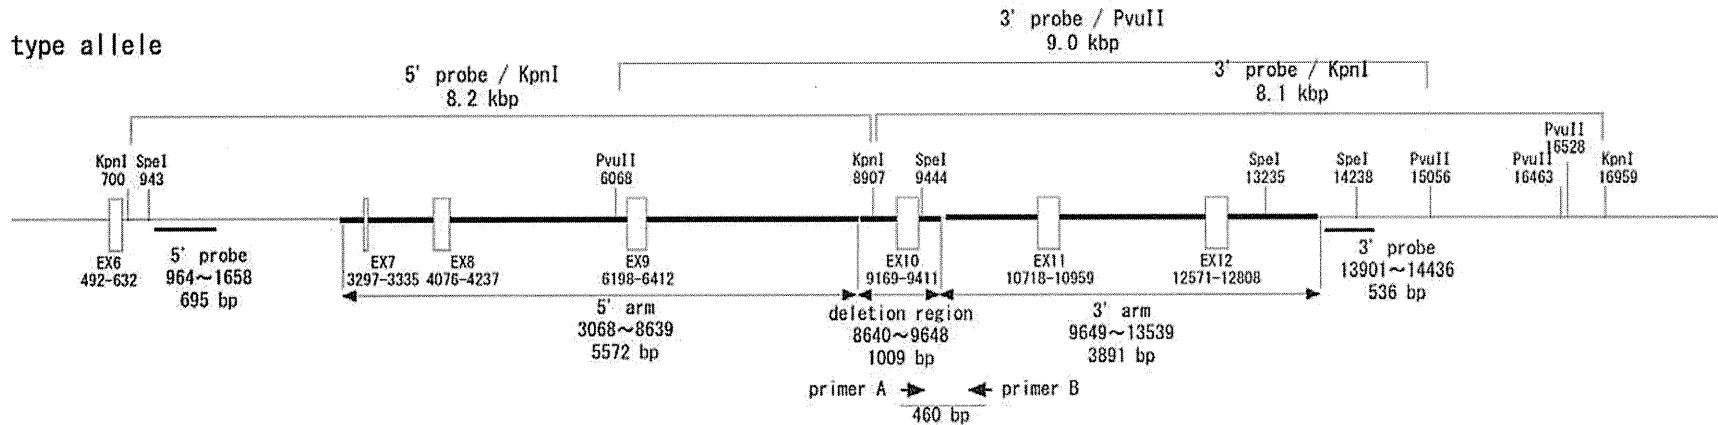 3' probe / PvuII
9.0 kbp
type allele
5' probe / KpnI
8.2 kbp
3' probe / KpnI
8.1 kbp
KpnI
700
SpeI
943
PvuII
6068
KpnI
8907
SpeI
9444
SpeI
13235
SpeI
14238
PvuII
15056
PvuII
16463
PvuII
16528
KpnI
16959
EX6
492-632
5' probe
964~1658
695 bp
EX7
3297-3335
EX8
4076-4237
EX9
6198-6412
EX10
9169-9411
EX11
10718-10959
EX12
12571-12808
3' probe
13901~14436
536 bp
5' arm
3068~8639
5572 bp
deletion region
8640~9648
1009 bp
3' arm
9649~13539
3891 bp
primer A
primer B
460 bp